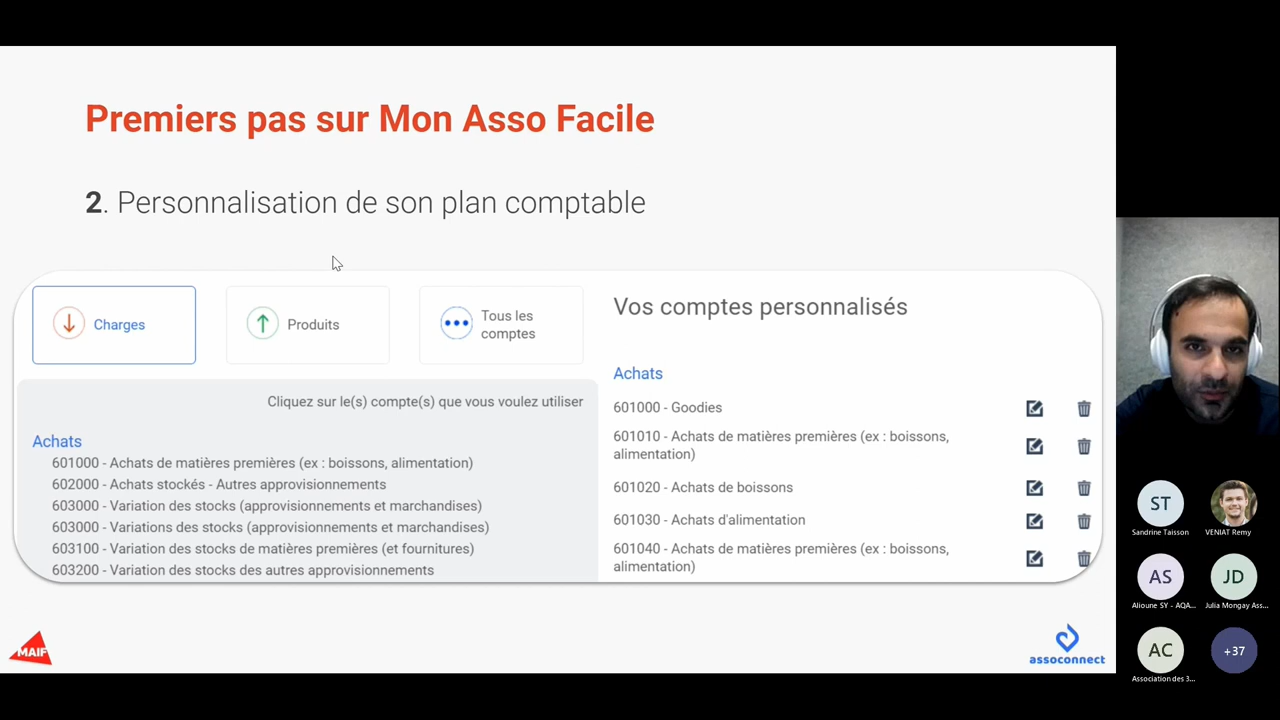 Premiers pas sur Mon Asso Facile
2. Personnalisation de son plan comptable
Charges
Produits
Tous les
comptes
Cliquez sur le(s) compte(s) que vous voulez utiliser
Achats
601000 - Achats de matières premières (ex : boissons, alimentation)
602000 - Achats stockés - Autres approvisionnements
603000 - Variation des stocks (approvisionnements et marchandises)
603000 - Variations des stocks (approvisionnements et marchandises)
603100 - Variation des stocks de matières premières (et fournitures)
603200 - Variation des stocks des autres approvisionnements
Vos comptes personnalisés
Achats
601000 - Goodies
601010 - Achats de matières premières (ex : boissons,
alimentation)
601020 - Achats de boissons
601030 - Achats d'alimentation
601040 - Achats de matières premières (ex : boissons,
alimentation)
MAIF
assoconnect
ST
Sandrine Taisson
VENIAT Remy
AS
Alioune SY - AQA...
JD
Julia Mongay Ass...
AC
Association des 3...
+37